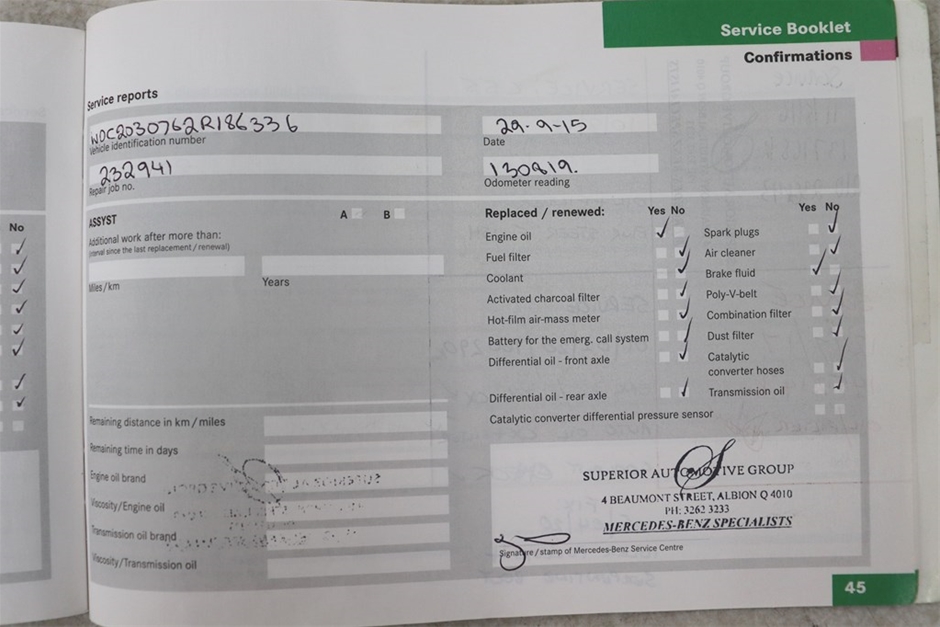 Service Booklet
Confirmations
Service reports
WDC2030762R186336
Vehicle identification number
29-9-15
Date
232941
Repair job no.
130819.
Odometer reading
ASSYST
A
B
Additional work after more than:
(interval since the last replacement / renewal)
Miles/km
Years
Remaining distance in km / miles
Remaining time in days
Engine oil brand
Viscosity/Engine oil
Transmission oil brand
Viscosity/Transmission oil
Replaced / renewed:
Yes No
Engine oil
Fuel filter
Coolant
Activated charcoal filter
Hot-film air-mass meter
Battery for the emerg. call system
Differential oil - front axle
Differential oil - rear axle
Catalytic converter differential pressure sensor
Yes No
Spark plugs
Air cleaner
Brake fluid
Poly-V-belt
Combination filter
Dust filter
Catalytic
converter hoses
Transmission oil
SUPERIOR AUTOMOTIVE GROUP
4 BEAUMONT STREET, ALBION Q 4010
PH: 3262 3233
MERCEDES-BENZ SPECIALISTS
Signature / stamp of Mercedes-Benz Service Centre
45
No